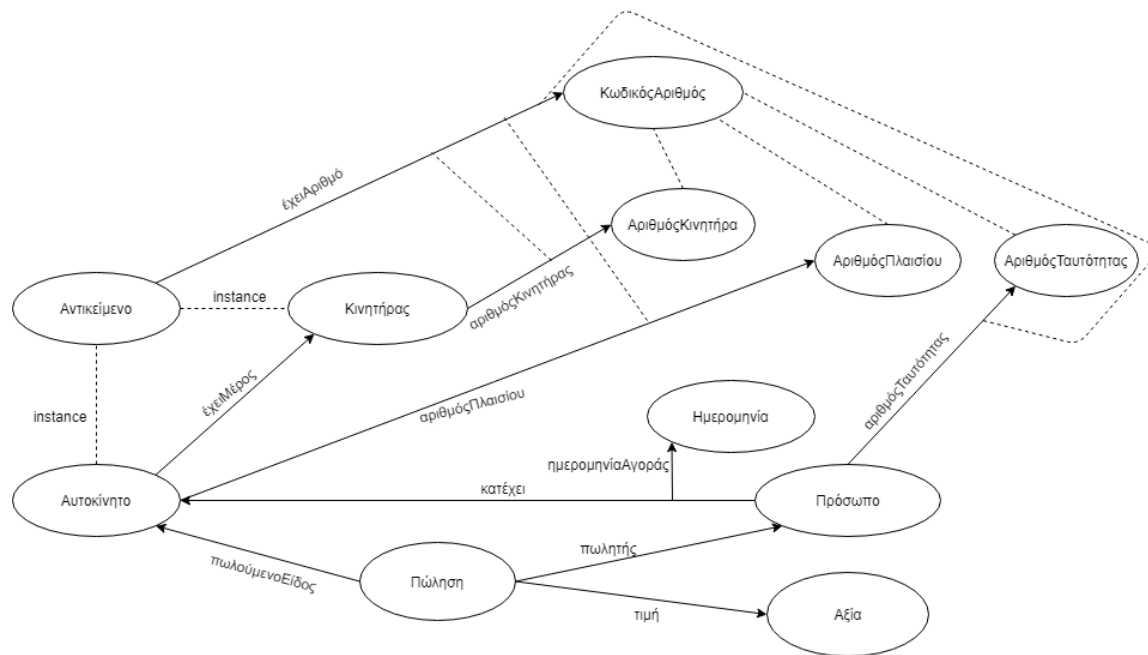 ΚωδικόςΑριθμός
έχειΑριθμό
ΑριθμόςΚινητήρα
ΑριθμόςΠλαισίου
ΑριθμόςΤαυτότητας
Αντικείμενο
instance
Κινητήρας
αριθμόςΚινητήρας
instance
έχειΜέρος
αριθμόςΠλαισίου
αριθμόςΤαυτότητας
Ημερομηνία
ημερομηνίαΑγοράς
Αυτοκίνητο
κατέχει
Πρόσωπο
πωλούμενοΕίδος
Πώληση
πωλητής
τιμή
Αξία